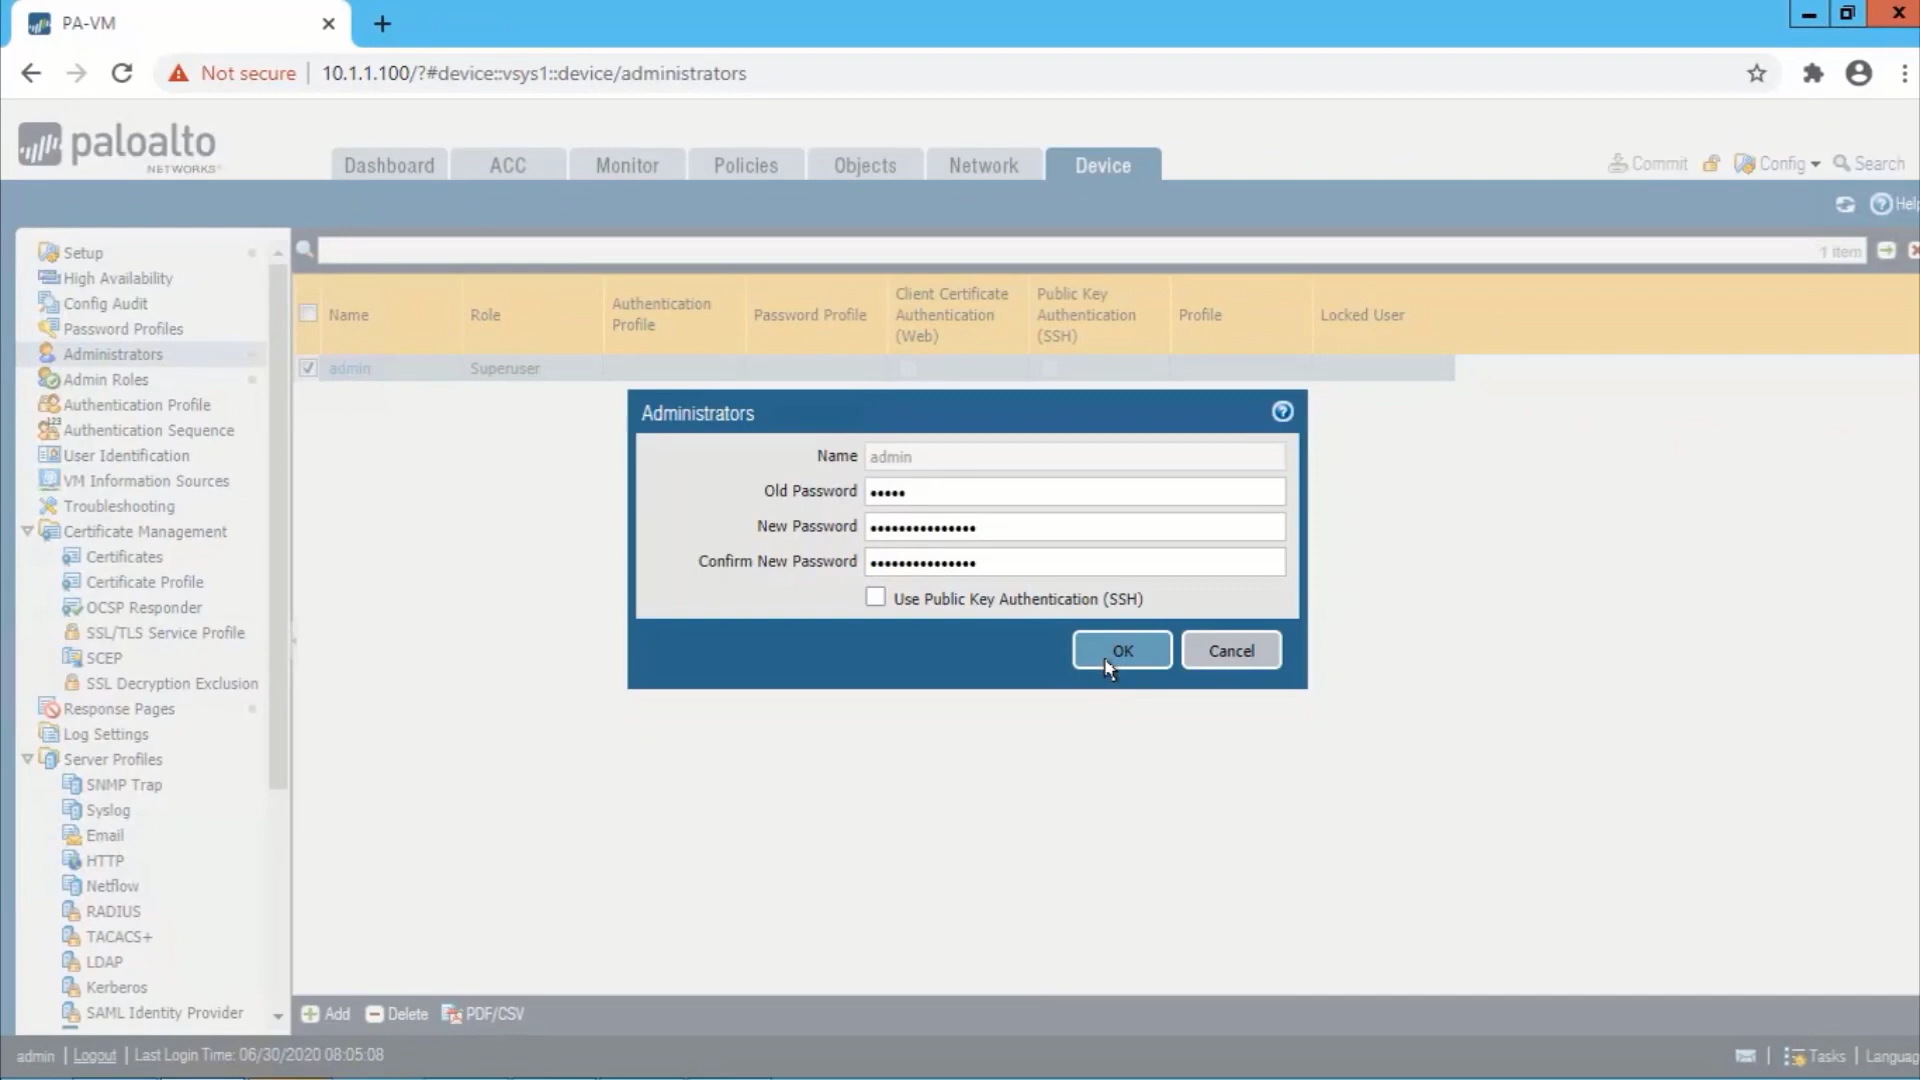 PA-VM
Not secure
10.1.1.100/?#device::vsys1::device/administrators
paloalto
NETWORKS
Dashboard
ACC
Monitor
Policies
Objects
Network
Device
Commit
Config
Search
Help
Setup
High Availability
Config Audit
Password Profiles
Administrators
Admin Roles
Authentication Profile
Authentication Sequence
User Identification
VM Information Sources
Troubleshooting
Certificate Management
Certificates
Certificate Profile
OCSP Responder
SSL/TLS Service Profile
SCEP
SSL Decryption Exclusion
Response Pages
Log Settings
Server Profiles
SNMP Trap
Syslog
Email
HTTP
Netflow
RADIUS
TACACS+
LDAP
Kerberos
SAML Identity Provider
1 item
Name
Role
Authentication
Profile
Password Profile
Client Certificate
Authentication
(Web)
Public Key
Authentication
(SSH)
Profile
Locked User
admin
Superuser
Administrators
Name
admin
Old Password
•••••
New Password
•••••••••••••••
Confirm New Password
•••••••••••••••
Use Public Key Authentication (SSH)
OK
Cancel
Add
Delete
PDF/CSV
admin | Logout | Last Login Time: 06/30/2020 08:05:08
Tasks | Languag